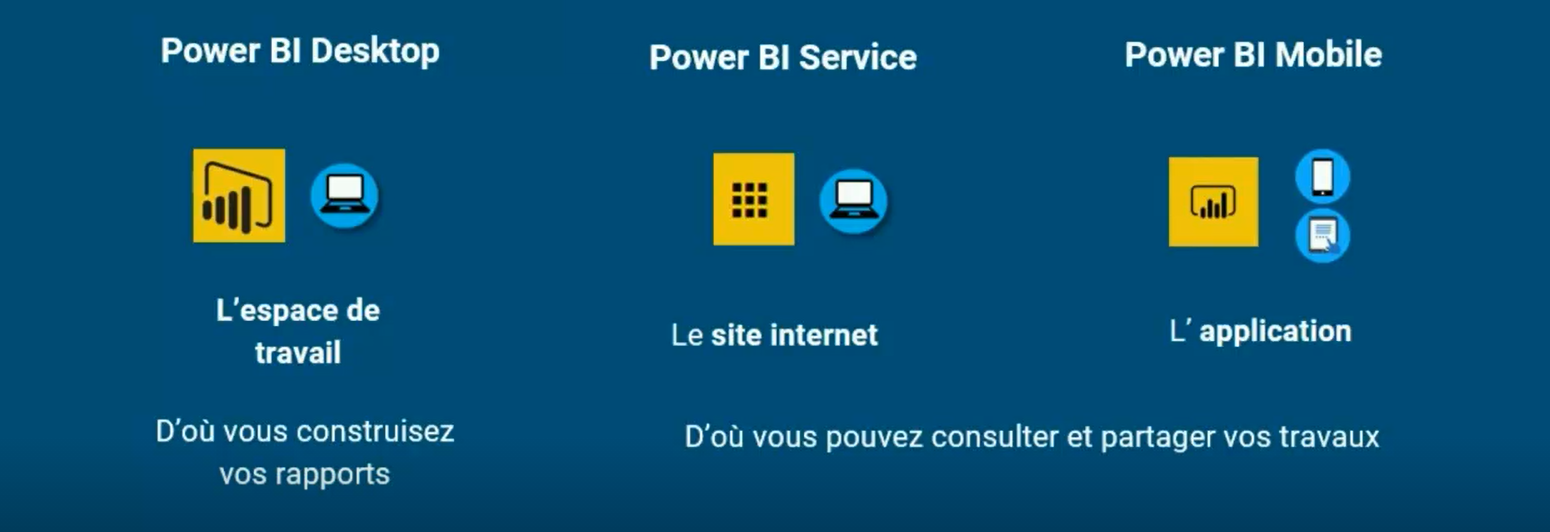 Power BI Desktop
Power BI Service
Power BI Mobile
L’espace de
travail
Le site internet
L’ application
D’où vous construisez
vos rapports
D’où vous pouvez consulter et partager vos travaux